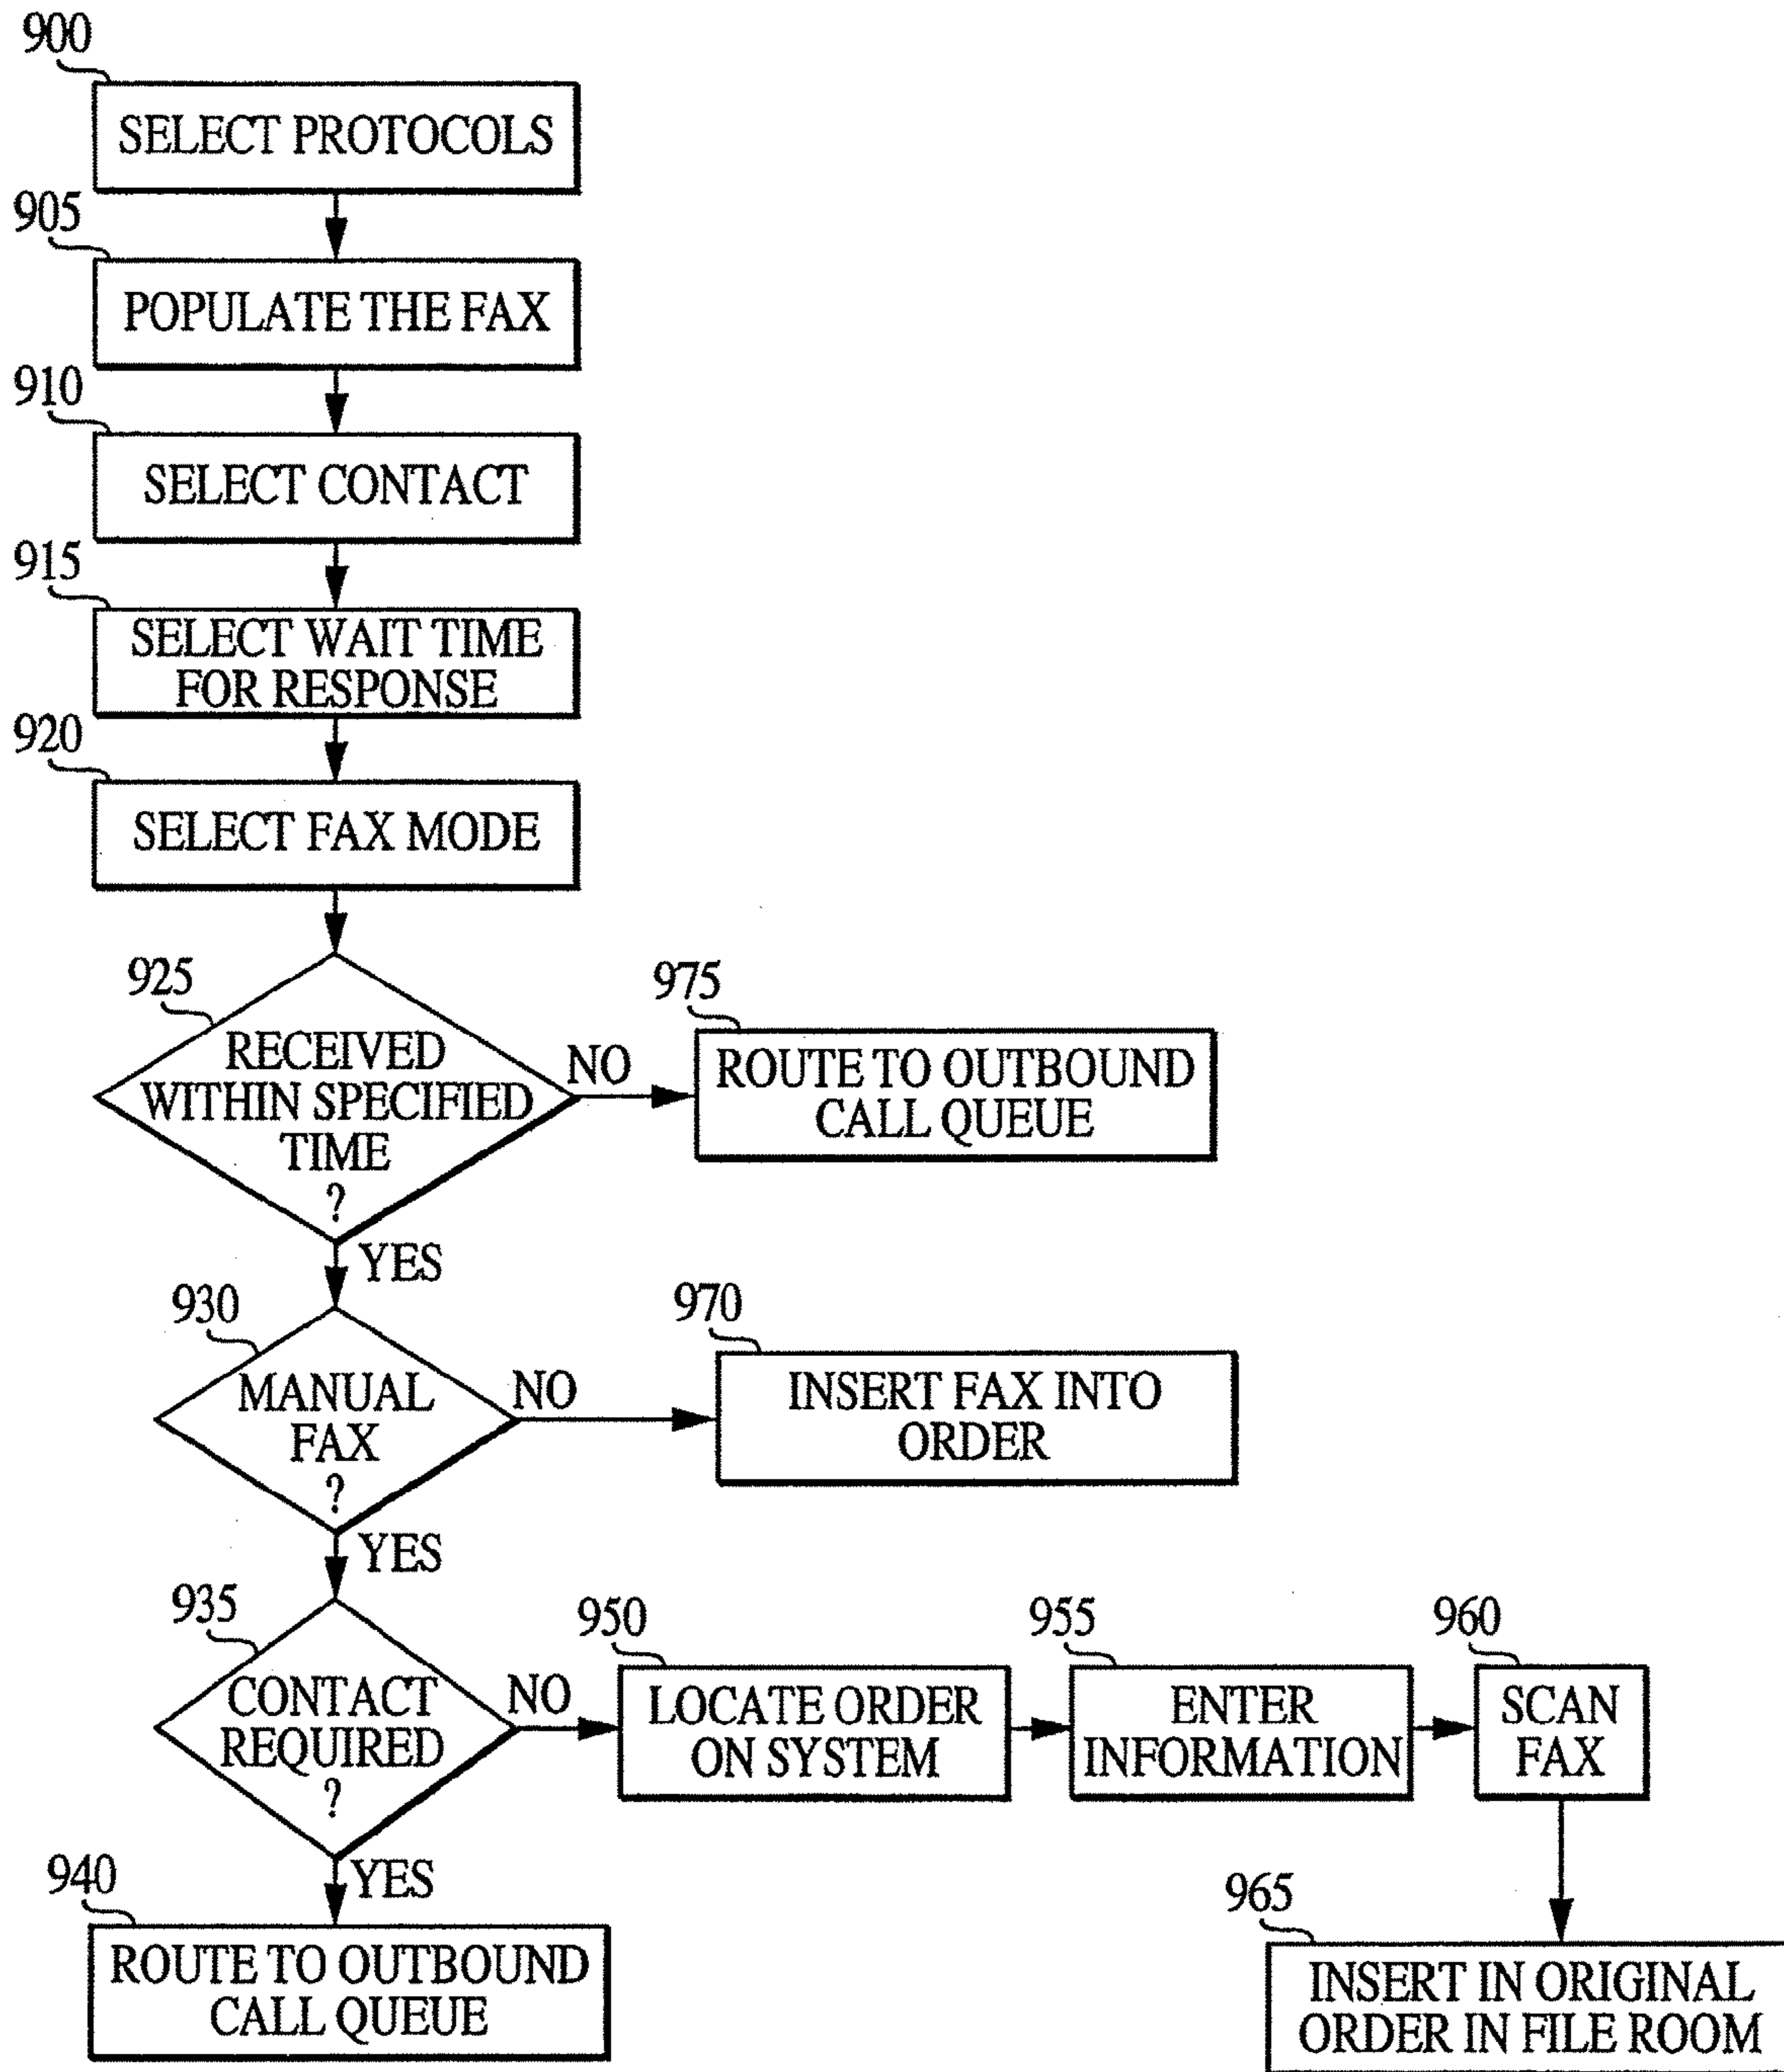 900
SELECT PROTOCOLS
905
POPULATE THE FAX
910
SELECT CONTACT
915
SELECT WAIT TIME
FOR RESPONSE
920
SELECT FAX MODE
925
RECEIVED
WITHIN SPECIFIED
TIME
?
NO
975
ROUTE TO OUTBOUND
CALL QUEUE
YES
930
MANUAL
FAX
?
NO
970
INSERT FAX INTO
ORDER
YES
935
CONTACT
REQUIRED
?
NO
950
LOCATE ORDER
ON SYSTEM
955
ENTER
INFORMATION
960
SCAN
FAX
YES
940
ROUTE TO OUTBOUND
CALL QUEUE
965
INSERT IN ORIGINAL
ORDER IN FILE ROOM